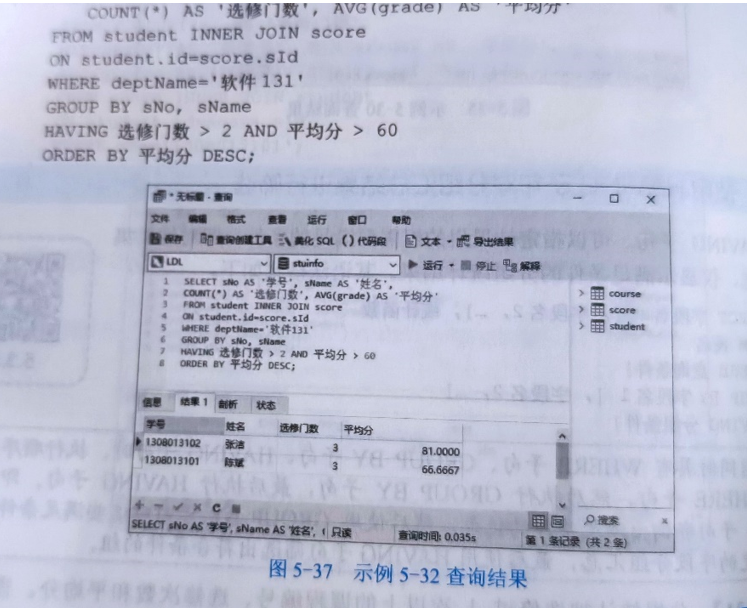 COUNT(*) AS '选修门数', AVG(grade) AS '平均分'
FROM student INNER JOIN score
ON student.id=score.sId
WHERE deptName='软件131'
GROUP BY sNo, sName
HAVING 选修门数 > 2 AND 平均分 > 60
ORDER BY 平均分 DESC;
* 无标题 - 查询
文件 编辑 格式 查看 运行 窗口 帮助
保存 查询创建工具 美化 SQL () 代码段 文本 导出结果
LDL stuinfo 运行 停止 解释
1 SELECT sNo AS '学号', sName AS '姓名',
2 COUNT(*) AS '选修门数', AVG(grade) AS '平均分'
3 FROM student INNER JOIN score
4 ON student.id=score.sId
5 WHERE deptName='软件131'
6 GROUP BY sNo, sName
7 HAVING 选修门数 > 2 AND 平均分 > 60
8 ORDER BY 平均分 DESC;
course
score
student
信息 结果 1 剖析 状态
学号 姓名 选修门数 平均分
1308013102 张洁 3 81.0000
1308013101 陈斌 3 66.6667
SELECT sNo AS '学号', sName AS '姓名', 只读 查询时间: 0.035s 第 1 条记录 (共 2 条)
搜索
图 5-37 示例 5-32 查询结果